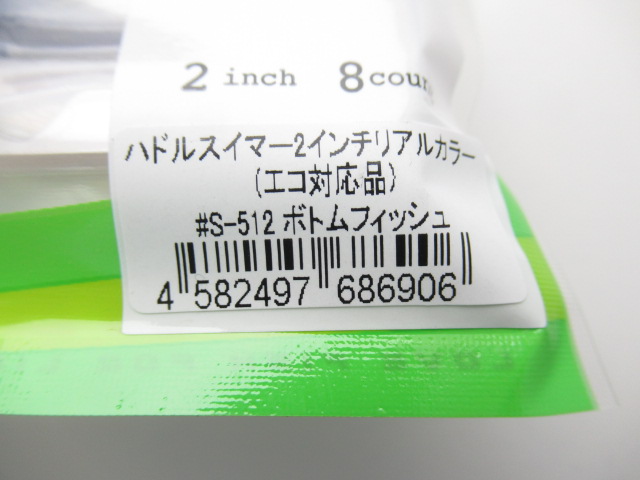 2 inch 8 coun
ハドルスイマー2インチリアルカラー
(エコ対応品)
#S-512 ボトムフィッシュ
4 582497 686906